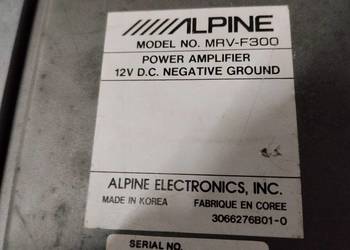 ALPINE
MODEL NO. MRV-F300
POWER AMPLIFIER
12V D.C. NEGATIVE GROUND
ALPINE ELECTRONICS, INC.
MADE IN KOREA FABRIQUE EN COREE
3066276B01-0
SERIAL NO.